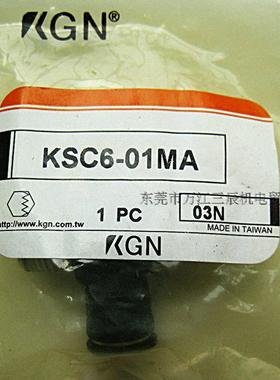 KGN®
KSC6-01MA
东莞市万江三辰机电贸
1 PC 03N
http://www.kgn.com.tw
MADE IN TAIWAN
KGN